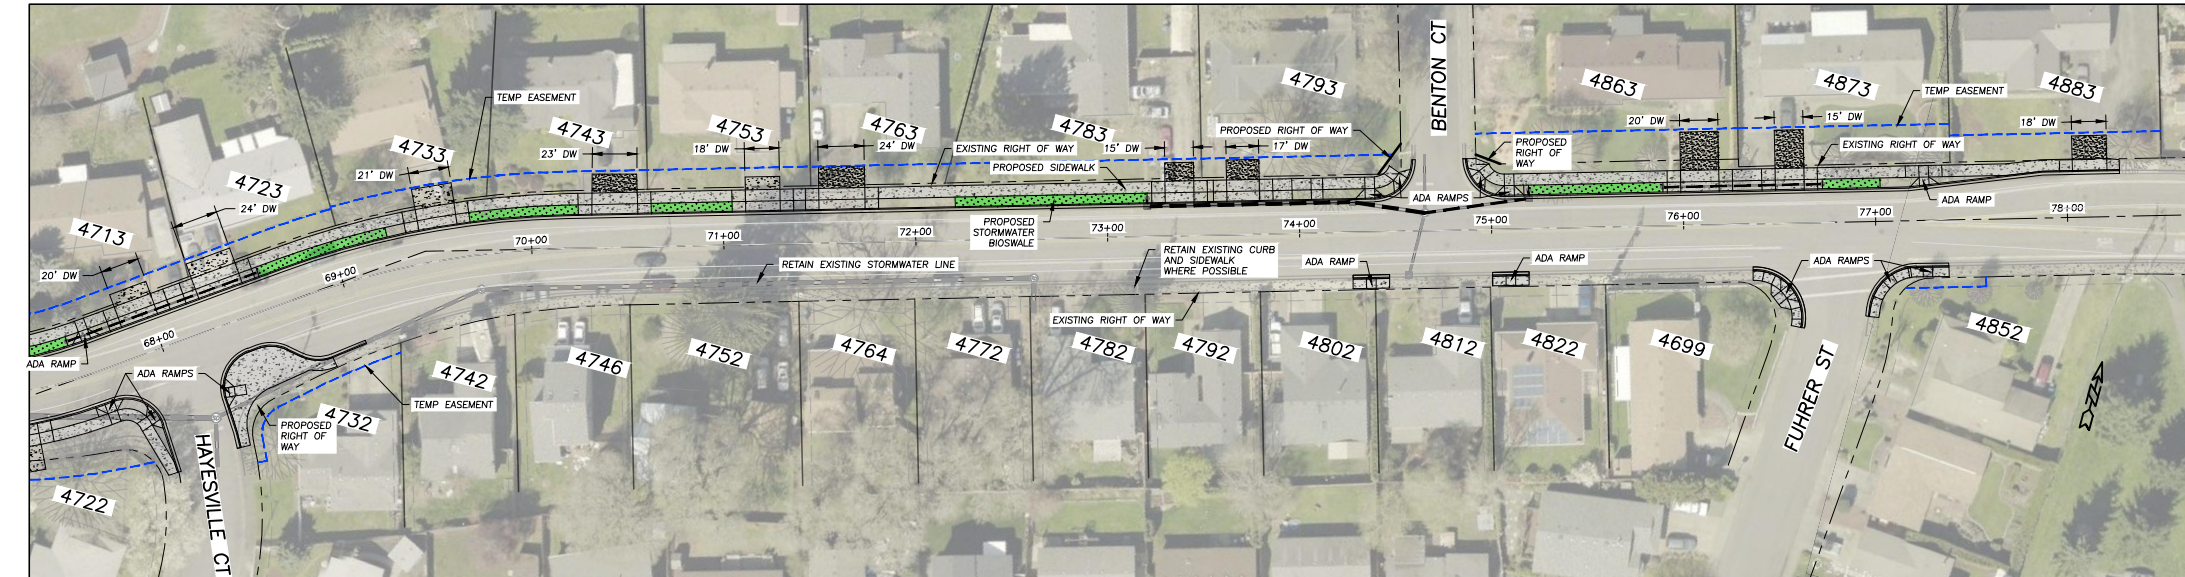 BENTON CT
TEMP EASEMENT
4793
4863
4873
TEMP EASEMENT
4883
20' DW
15' DW
18' DW
4733
4743
4753
4763
4783
PROPOSED RIGHT OF WAY
21' DW
23' DW
18' DW
24' DW
EXISTING RIGHT OF WAY
15' DW
17' DW
PROPOSED
RIGHT OF
WAY
EXISTING RIGHT OF WAY
PROPOSED SIDEWALK
4723
24' DW
ADA RAMPS
ADA RAMP
4713
20' DW
PROPOSED
STORMWATER
BIOSWALE
68+00
69+00
70+00
71+00
72+00
73+00
74+00
75+00
76+00
77+00
78+00
RETAIN EXISTING STORMWATER LINE
RETAIN EXISTING CURB
AND SIDEWALK
WHERE POSSIBLE
ADA RAMP
ADA RAMP
ADA RAMPS
EXISTING RIGHT OF WAY
ADA RAMP
ADA RAMPS
4742
4746
4752
4764
4772
4782
4792
4802
4812
4822
4699
4852
TEMP EASEMENT
4732
PROPOSED
RIGHT OF
WAY
4722
HAYESVILLE CT
FUHRER ST